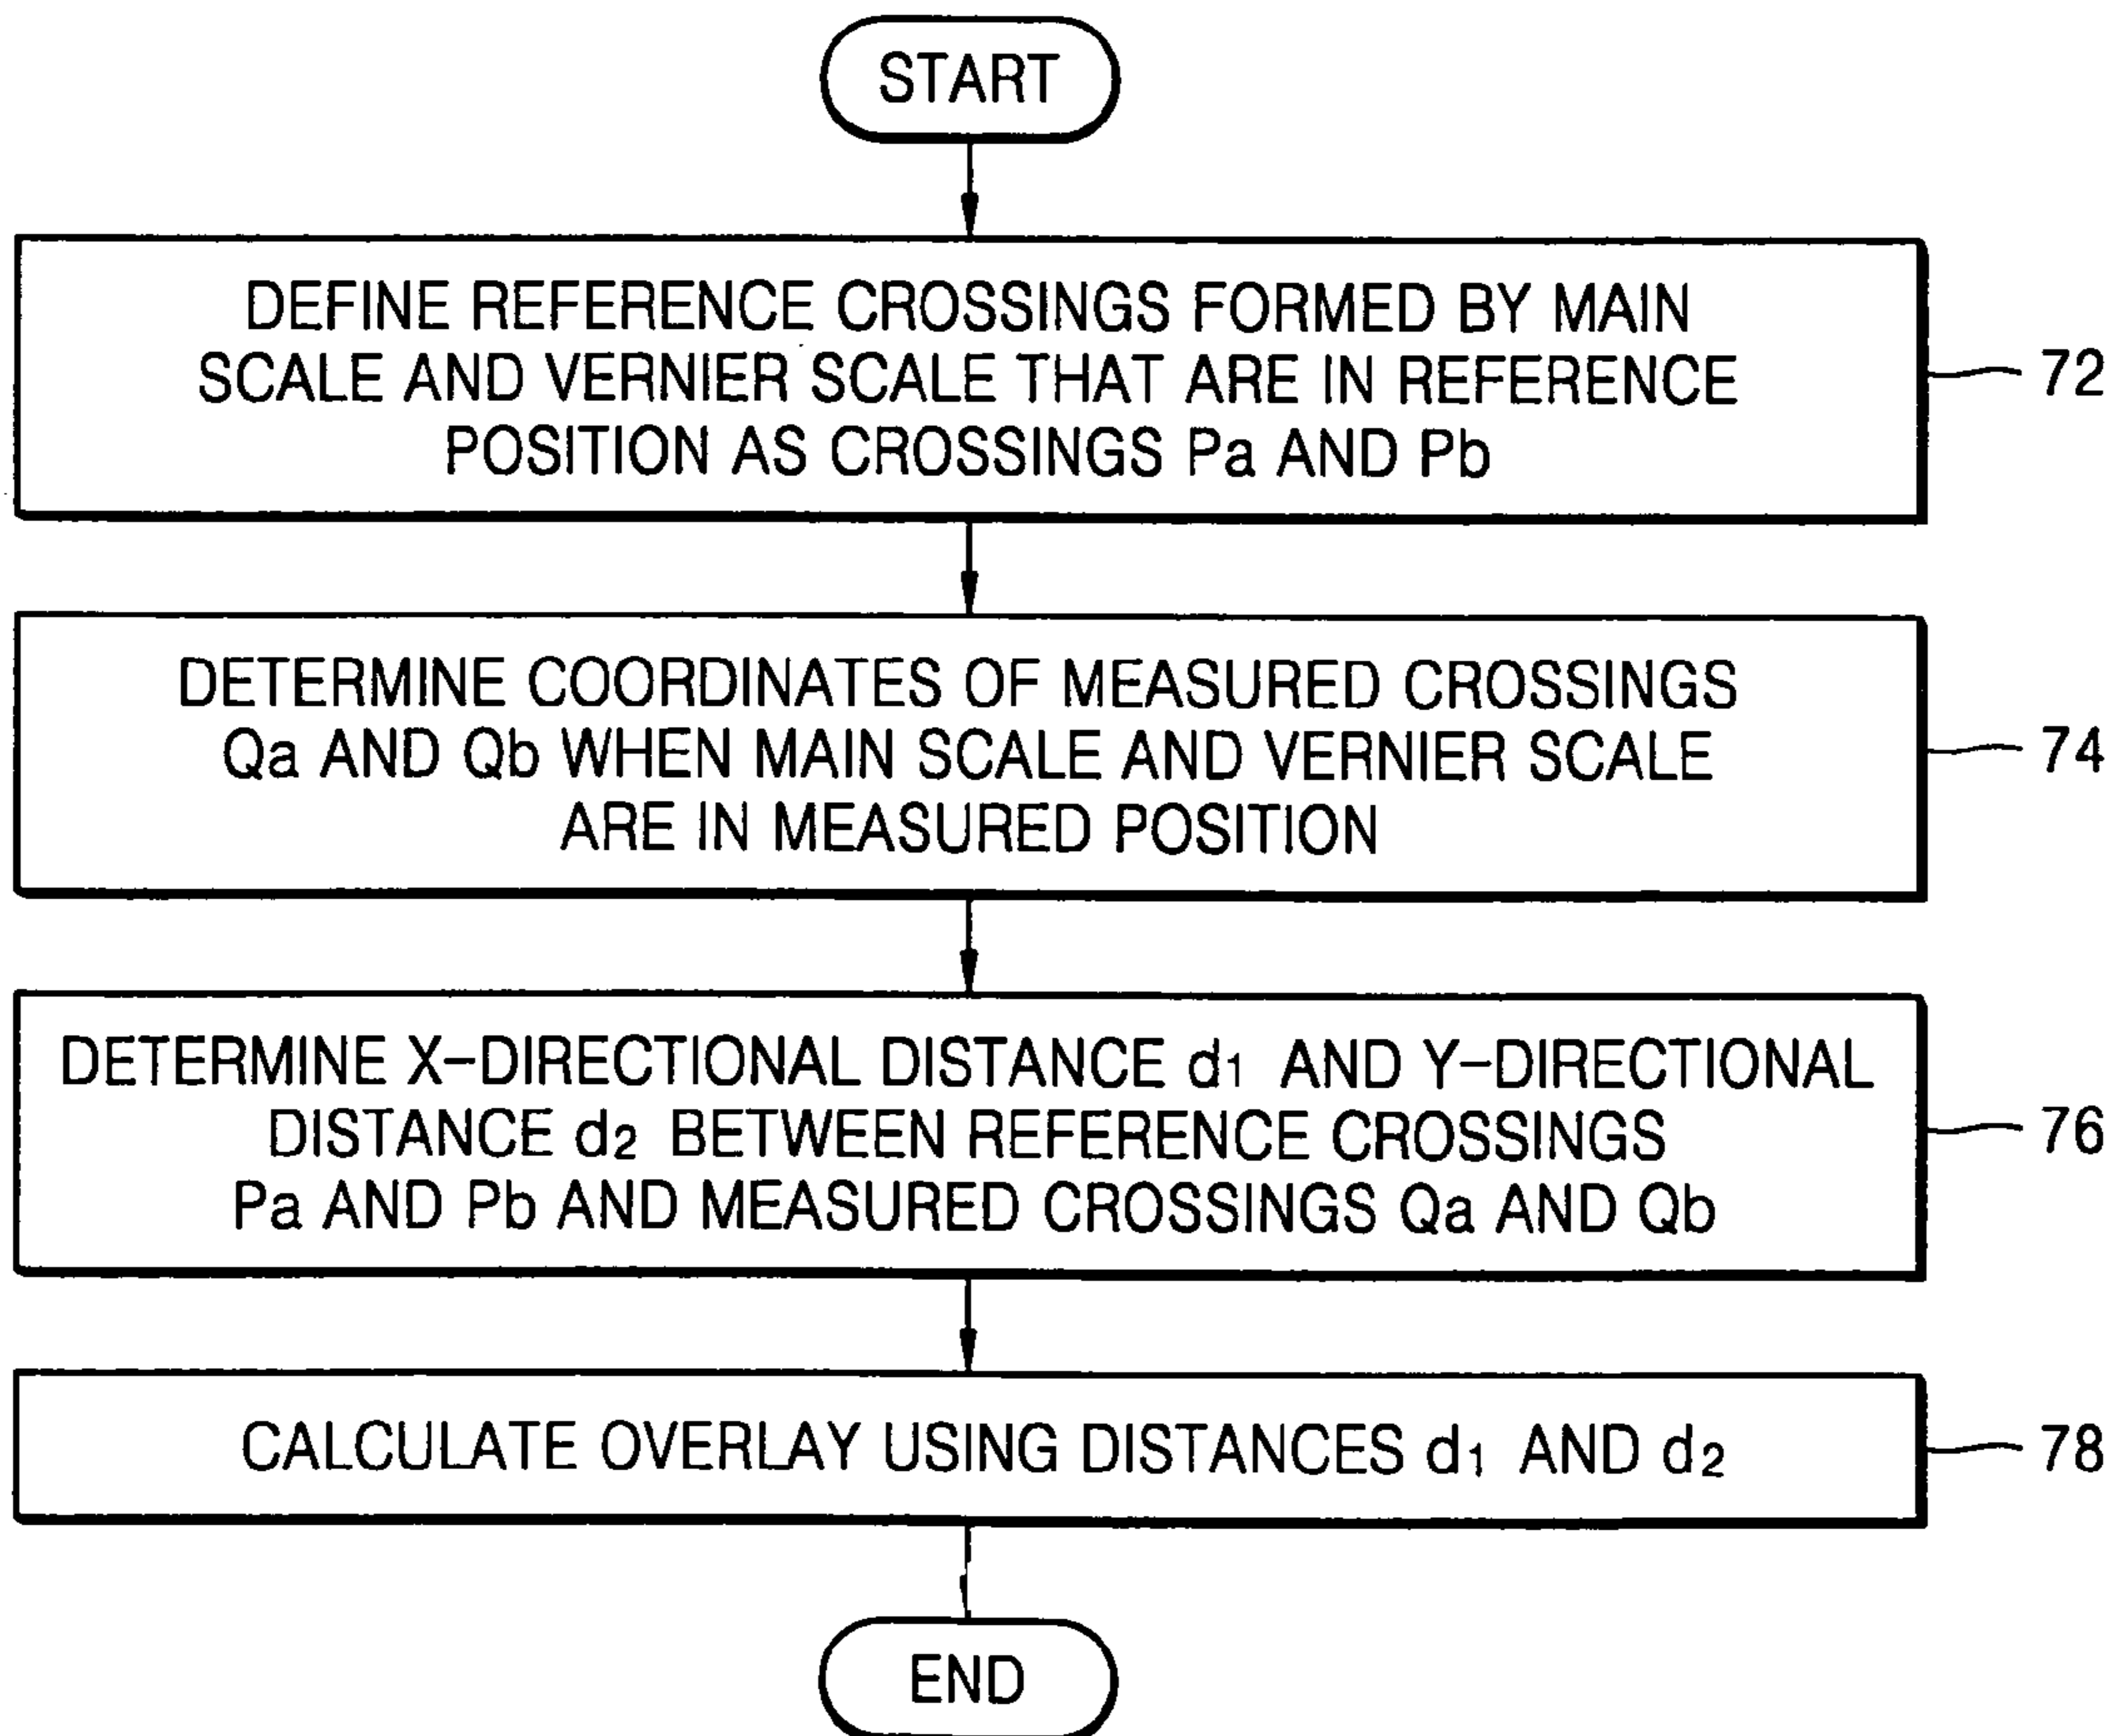 START
DEFINE REFERENCE CROSSINGS FORMED BY MAIN
SCALE AND VERNIER SCALE THAT ARE IN REFERENCE
POSITION AS CROSSINGS Pa AND Pb
72
DETERMINE COORDINATES OF MEASURED CROSSINGS
Qa AND Qb WHEN MAIN SCALE AND VERNIER SCALE
ARE IN MEASURED POSITION
74
DETERMINE X-DIRECTIONAL DISTANCE d1 AND Y-DIRECTIONAL
DISTANCE d2 BETWEEN REFERENCE CROSSINGS
Pa AND Pb AND MEASURED CROSSINGS Qa AND Qb
76
CALCULATE OVERLAY USING DISTANCES d1 AND d2
78
END